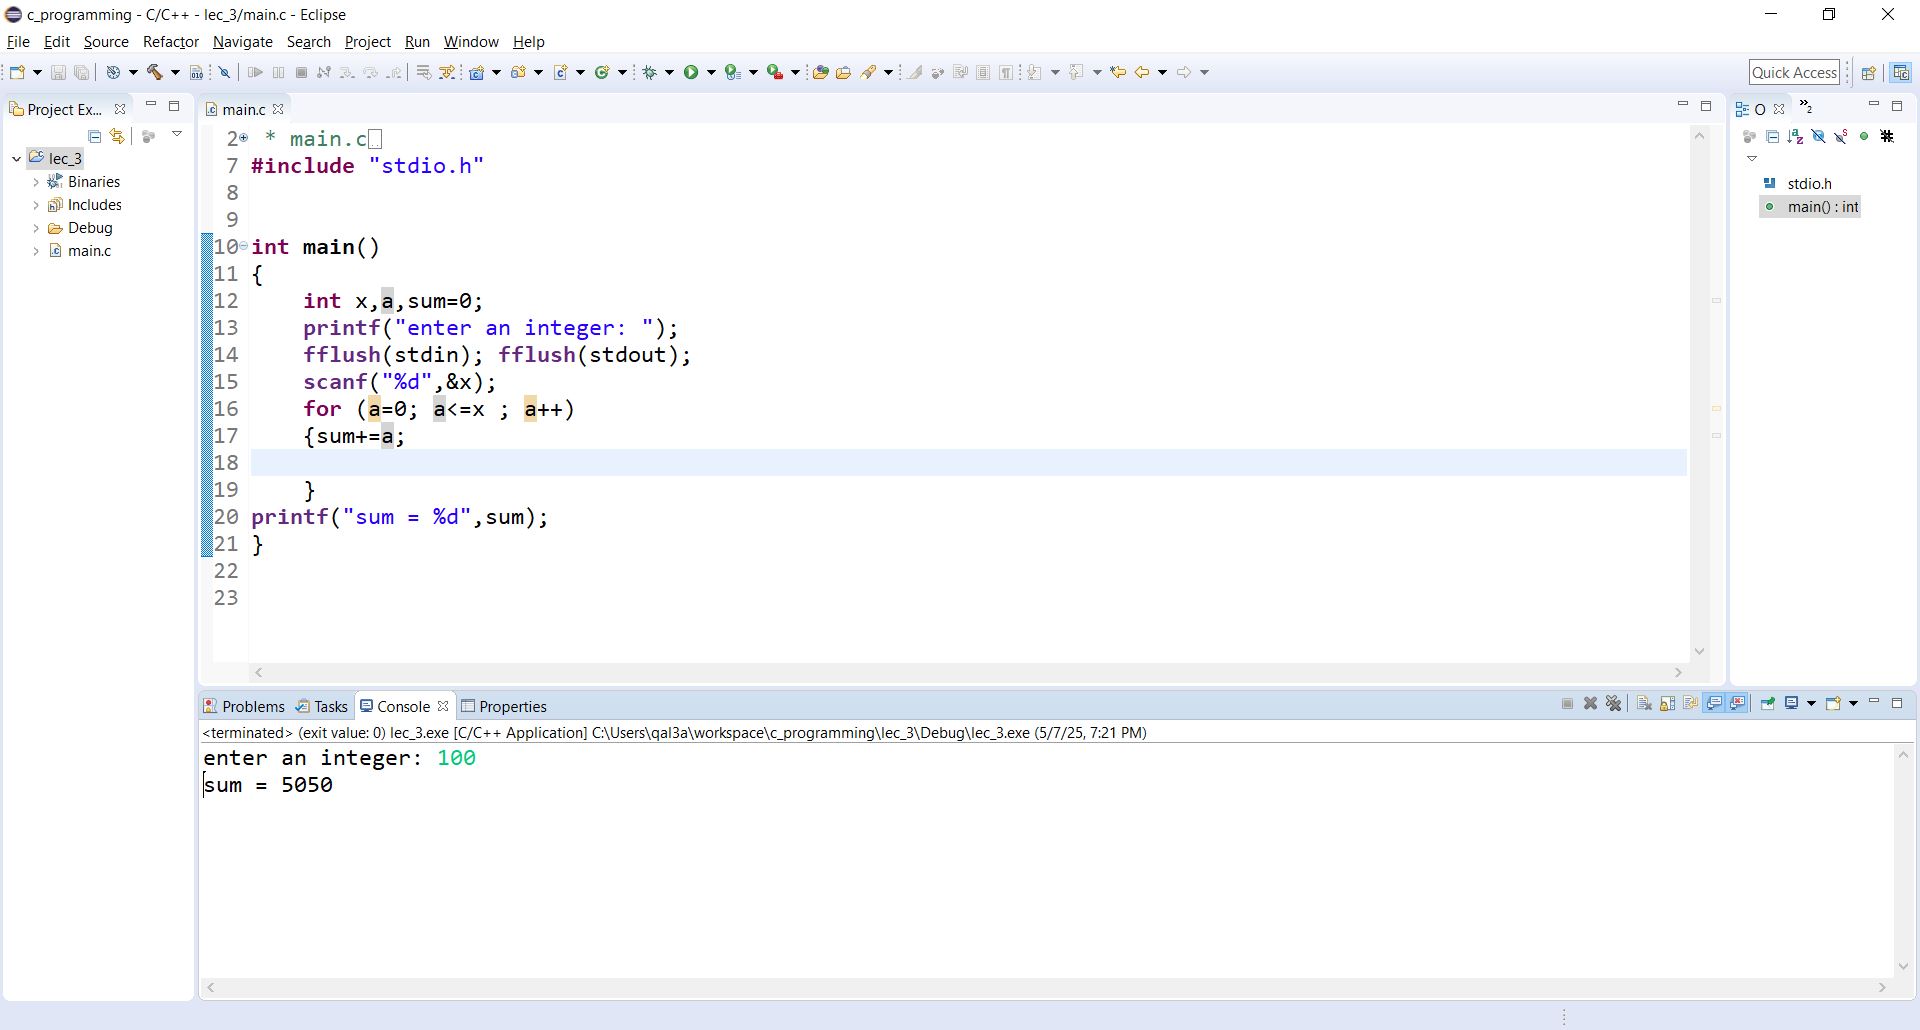 c_programming - C/C++ - lec_3/main.c - Eclipse
File Edit Source Refactor Navigate Search Project Run Window Help
Quick Access
Project Ex...
main.c
O
»2
lec_3
Binaries
Includes
Debug
main.c
2 * main.c
7 #include "stdio.h"
8
9
10 int main()
11 {
12 int x,a,sum=0;
13 printf("enter an integer: ");
14 fflush(stdin); fflush(stdout);
15 scanf("%d",&x);
16 for (a=0; a<=x ; a++)
17 {sum+=a;
18
19 }
20 printf("sum = %d",sum);
21 }
22
23
stdio.h
main() : int
Problems Tasks Console Properties
<terminated> (exit value: 0) lec_3.exe [C/C++ Application] C:\Users\qal3a\workspace\c_programming\lec_3\Debug\lec_3.exe (5/7/25, 7:21 PM)
enter an integer: 100
sum = 5050